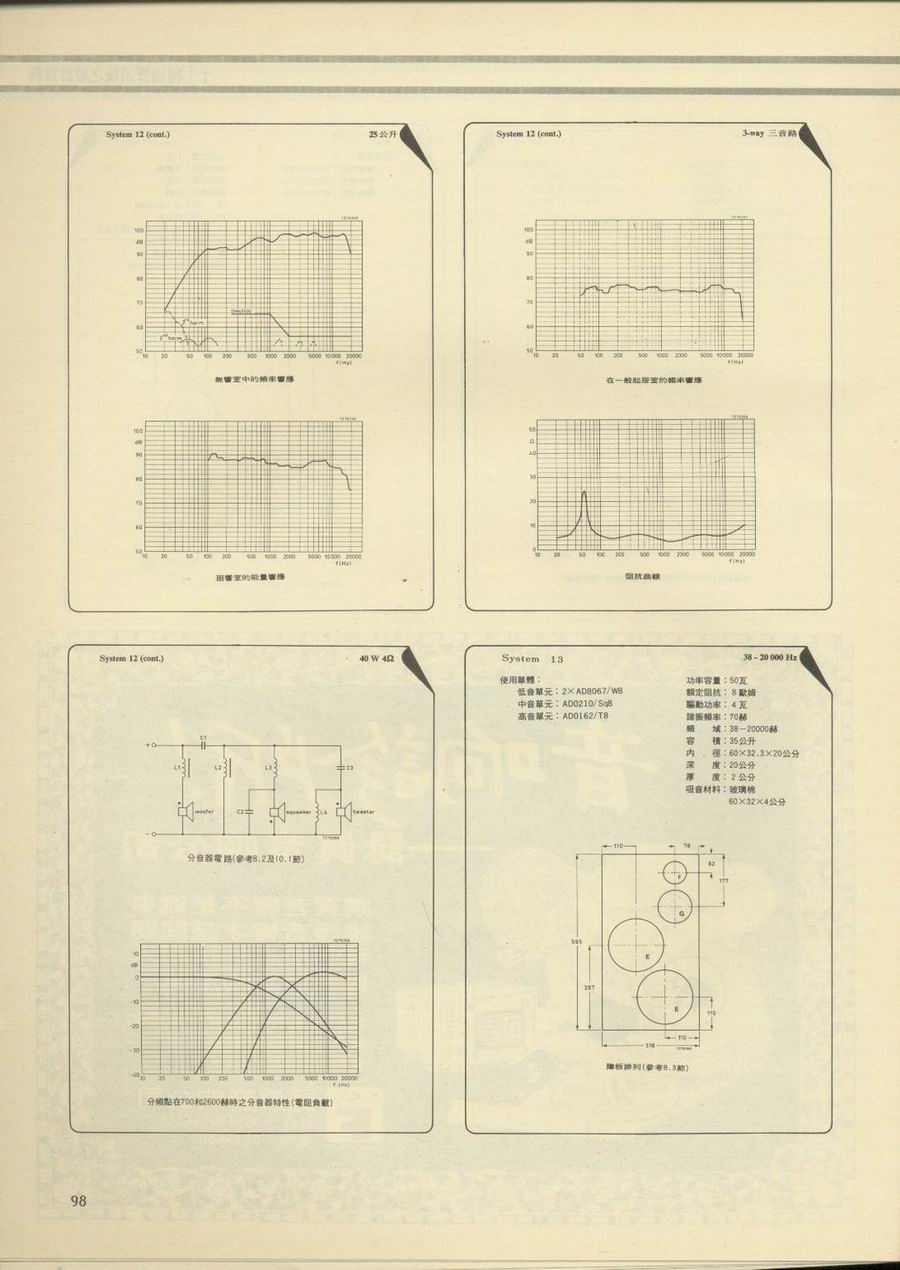 System 12 (cont.)
25公升
100
dB
90
80
70
60
50
3rd harm.
2nd harm.
DIN45500
10 20 50 100 200 500 1000 2000 5000 10000 20000
f(Hz)
無響室中的頻率響應
100
dB
90
80
70
60
50
10 20 50 100 200 500 1000 2000 5000 10000 20000
f(Hz)
迴響室的能量響應
System 12 (cont.)
3-way 三音路
100
dB
90
80
70
60
50
10 20 50 100 200 500 1000 2000 5000 10000 20000
f(Hz)
在一般起居室的頻率響應
50
Ω
40
30
20
10
0
10 20 50 100 200 500 1000 2000 5000 10000 20000
f(Hz)
阻抗曲線
System 12 (cont.)
40 W 4Ω
+
C1
L1
L2
L3
C3
woofer
C2
squawker
L4
tweeter
−
分音器電路(參考8.2及10.1節)
10
dB
0
-10
-20
-30
-40
10 20 50 100 200 500 1000 2000 5000 10000 20000
f (Hz)
分頻點在700和2600赫時之分音器特性(電阻負載)
System 13
38 - 20 000 Hz
使用單體：
低音單元：2×AD8067/W8
中音單元：AD0210/Sq8
高音單元：AD0162/T8
功率容量：50瓦
額定阻抗：8歐姆
驅動功率：4瓦
諧振頻率：70赫
頻　　域：38—20000赫
容　　積：35公升
內　　徑：60×32.3×20公分
深　　度：20公分
厚　　度：2公分
吸音材料：玻璃棉
60×32×4公分
110
78
62
177
F
G
595
E
287
E
110
110
318
障板排列(參考8.3節)
98